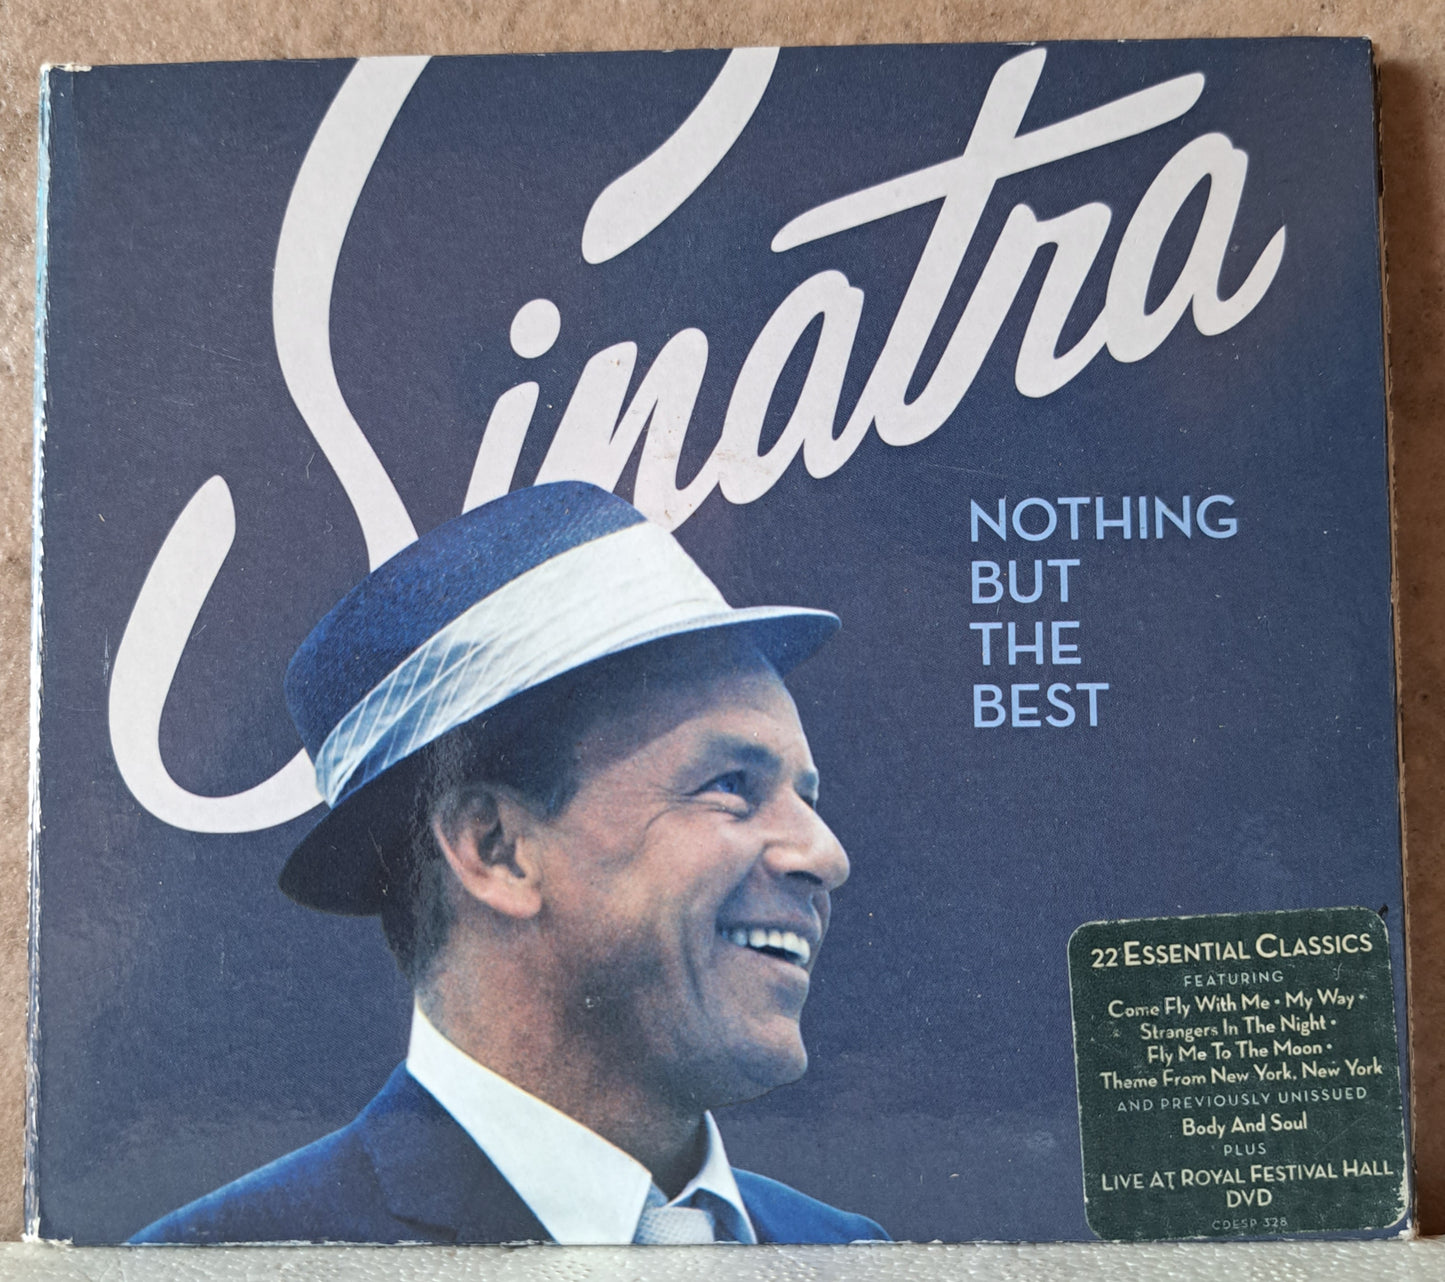 Sinatra
NOTHING
BUT
THE
BEST
22 ESSENTIAL CLASSICS
FEATURING
Come Fly With Me • My Way •
Strangers In The Night •
Fly Me To The Moon •
Theme From New York, New York
AND PREVIOUSLY UNISSUED
Body And Soul
PLUS
LIVE AT ROYAL FESTIVAL HALL
DVD
CDESP 328